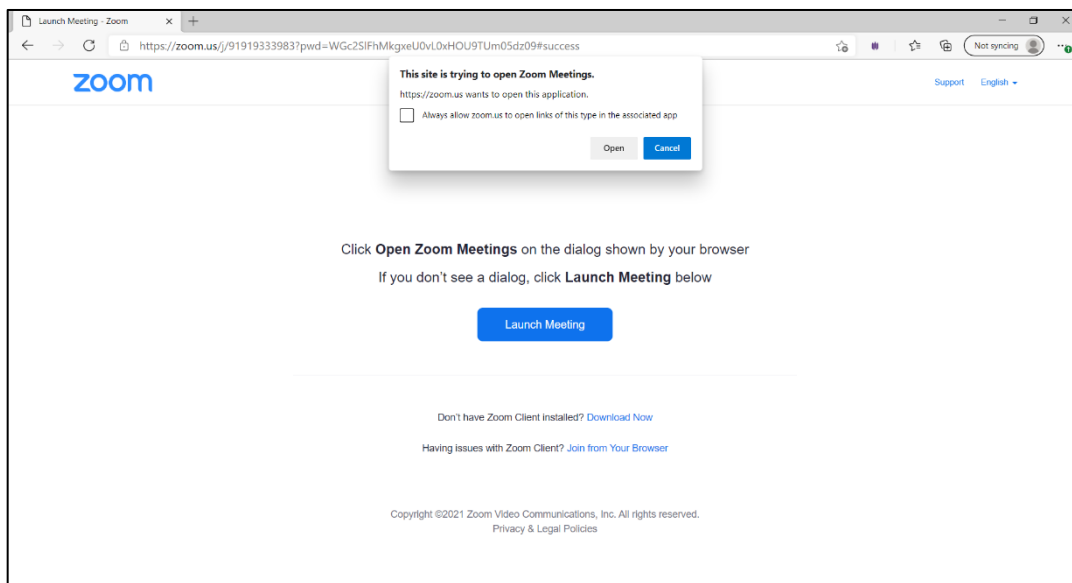 Launch Meeting - Zoom
https://zoom.us/j/91919333983?pwd=WGc2SlFhMkgxeU0vL0xHOU9TUm05dz09#success
Not syncing
zoom
Support English
This site is trying to open Zoom Meetings.
https://zoom.us wants to open this application.
Always allow zoom.us to open links of this type in the associated app
Open Cancel
Click Open Zoom Meetings on the dialog shown by your browser
If you don't see a dialog, click Launch Meeting below
Launch Meeting
Don't have Zoom Client installed? Download Now
Having issues with Zoom Client? Join from Your Browser
Copyright ©2021 Zoom Video Communications, Inc. All rights reserved.
Privacy & Legal Policies